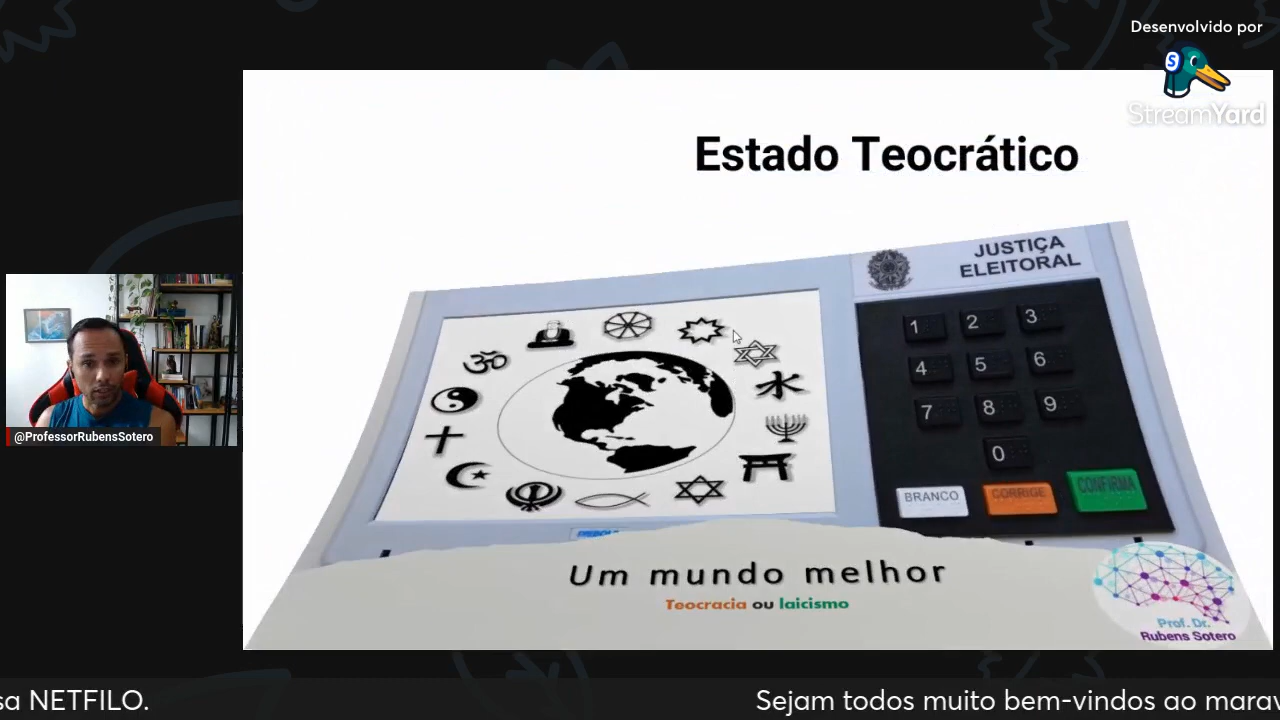 Desenvolvido por
StreamYard
Estado Teocrático
JUSTIÇA
ELEITORAL
1 2 3
4 5 6
7 8 9
0
BRANCO CORRIGE CONFIRMA
@ProfessorRubensSotero
Um mundo melhor
Teocracia ou laicismo
Prof. Dr.
Rubens Sotero
sa NETFILO. Sejam todos muito bem-vindos ao marav